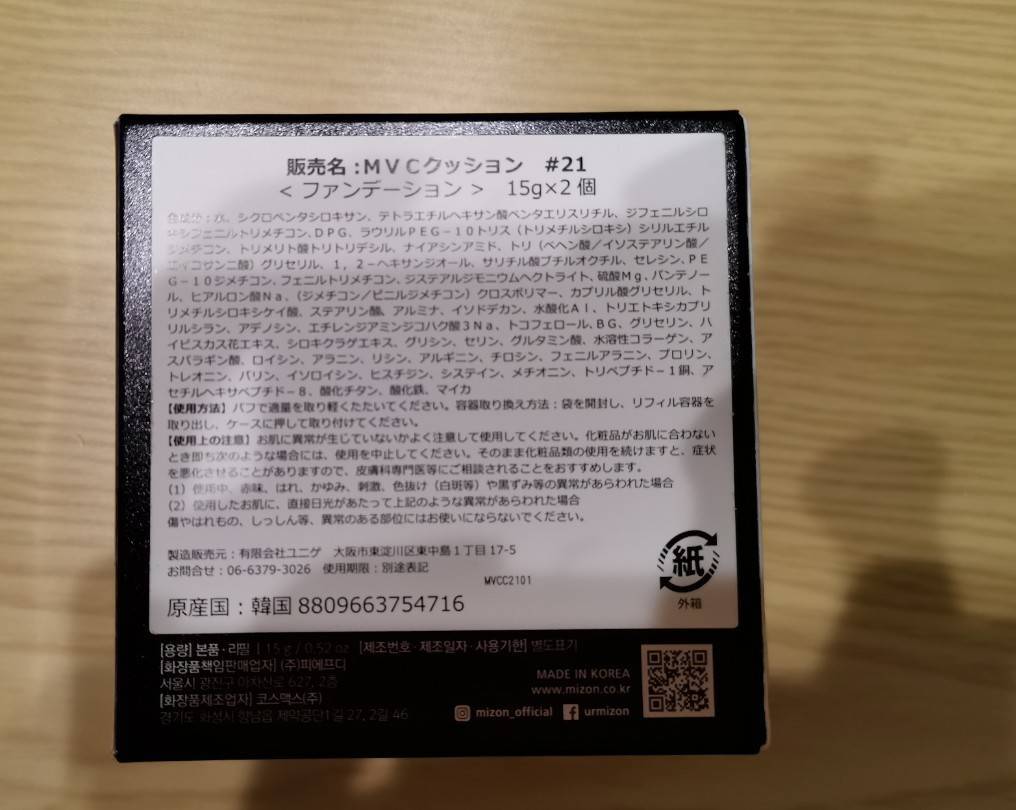 販売名:ＭＶＣクッション　#21
＜ ファンデーション ＞　15g×2 個
全成分：水、シクロペンタシロキサン、テトラエチルヘキサン酸ペンタエリスリチル、ジフェニルシロ
キシフェニルトリメチコン、DPG、ラウリルPEG－10トリス（トリメチルシロキシ）シリルエチル
ジメチコン、トリメリト酸トリトリデシル、ナイアシンアミド、トリ（ベヘン酸／イソステアリン酸／
エイコサン二酸）グリセリル、1，2－ヘキサンジオール、サリチル酸ブチルオクチル、セレシン、PE
G－10ジメチコン、フェニルトリメチコン、ジステアルジモニウムヘクトライト、硫酸Mg、パンテノー
ル、ヒアルロン酸Na、（ジメチコン／ビニルジメチコン）クロスポリマー、カプリル酸グリセリル、ト
リメチルシロキシケイ酸、ステアリン酸、アルミナ、イソドデカン、水酸化Ａｌ、トリエトキシカプリ
リルシラン、アデノシン、エチレンジアミンジコハク酸３Ｎａ、トコフェロール、BG、グリセリン、ハ
イビスカス花エキス、シロキクラゲエキス、グリシン、セリン、グルタミン酸、水溶性コラーゲン、ア
スパラギン酸、ロイシン、アラニン、リシン、アルギニン、チロシン、フェニルアラニン、プロリン、
トレオニン、バリン、イソロイシン、ヒスチジン、システイン、メチオニン、トリペプチド－１銅、ア
セチルヘキサペプチド－８、酸化チタン、酸化鉄、マイカ
【使用方法】パフで適量を取り軽くたたいてください。容器取り換え方法：袋を開封し、リフィル容器を
取り出し、ケースに押して取り付けてください。
【使用上の注意】お肌に異常が生じていないかよく注意して使用してください。化粧品がお肌に合わない
とき即ち次のような場合には、使用を中止してください。そのまま化粧品類の使用を続けますと、症状
を悪化させることがありますので、皮膚科専門医等にご相談されることをおすすめします。
(1) 使用中、赤味、はれ、かゆみ、刺激、色抜け（白斑等）や黒ずみ等の異常があらわれた場合
(2) 使用したお肌に、直接日光があたって上記のような異常があらわれた場合
傷やはれもの、しっしん等、異常のある部位にはお使いにならないでください。
製造販売元：有限会社ユニゲ　大阪市東淀川区東中島１丁目 17-5
お問合せ：06-6379-3026　使用期限：別途表記
MVCC2101
原産国：韓国 8809663754716
紙
外箱
[용량] 본품·리필 | 15 g / 0.52 oz　[제조번호·제조일자·사용기한] 별도표기
[화장품책임판매업자] (주)피에프디
서울시 광진구 아차산로 627, 2층
[화장품제조업자] 코스맥스(주)
경기도 화성시 향남읍 제약공단1길 27, 2길 46
MADE IN KOREA
www.mizon.co.kr
mizon_official urmizon